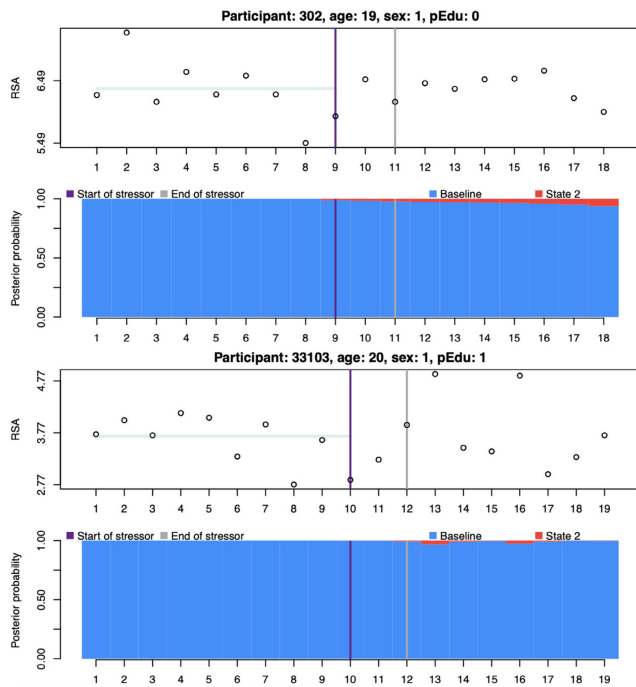 Participant: 302, age: 19, sex: 1, pEdu: 0
RSA
6.49
5.49
1 2 3 4 5 6 7 8 9 10 11 12 13 14 15 16 17 18
Start of stressor End of stressor Baseline State 2
Posterior probability
1.00
0.50
0.00
1 2 3 4 5 6 7 8 9 10 11 12 13 14 15 16 17 18
Participant: 33103, age: 20, sex: 1, pEdu: 1
RSA
4.77
3.77
2.77
1 2 3 4 5 6 7 8 9 10 11 12 13 14 15 16 17 18 19
Start of stressor End of stressor Baseline State 2
Posterior probability
1.00
0.50
0.00
1 2 3 4 5 6 7 8 9 10 11 12 13 14 15 16 17 18 19